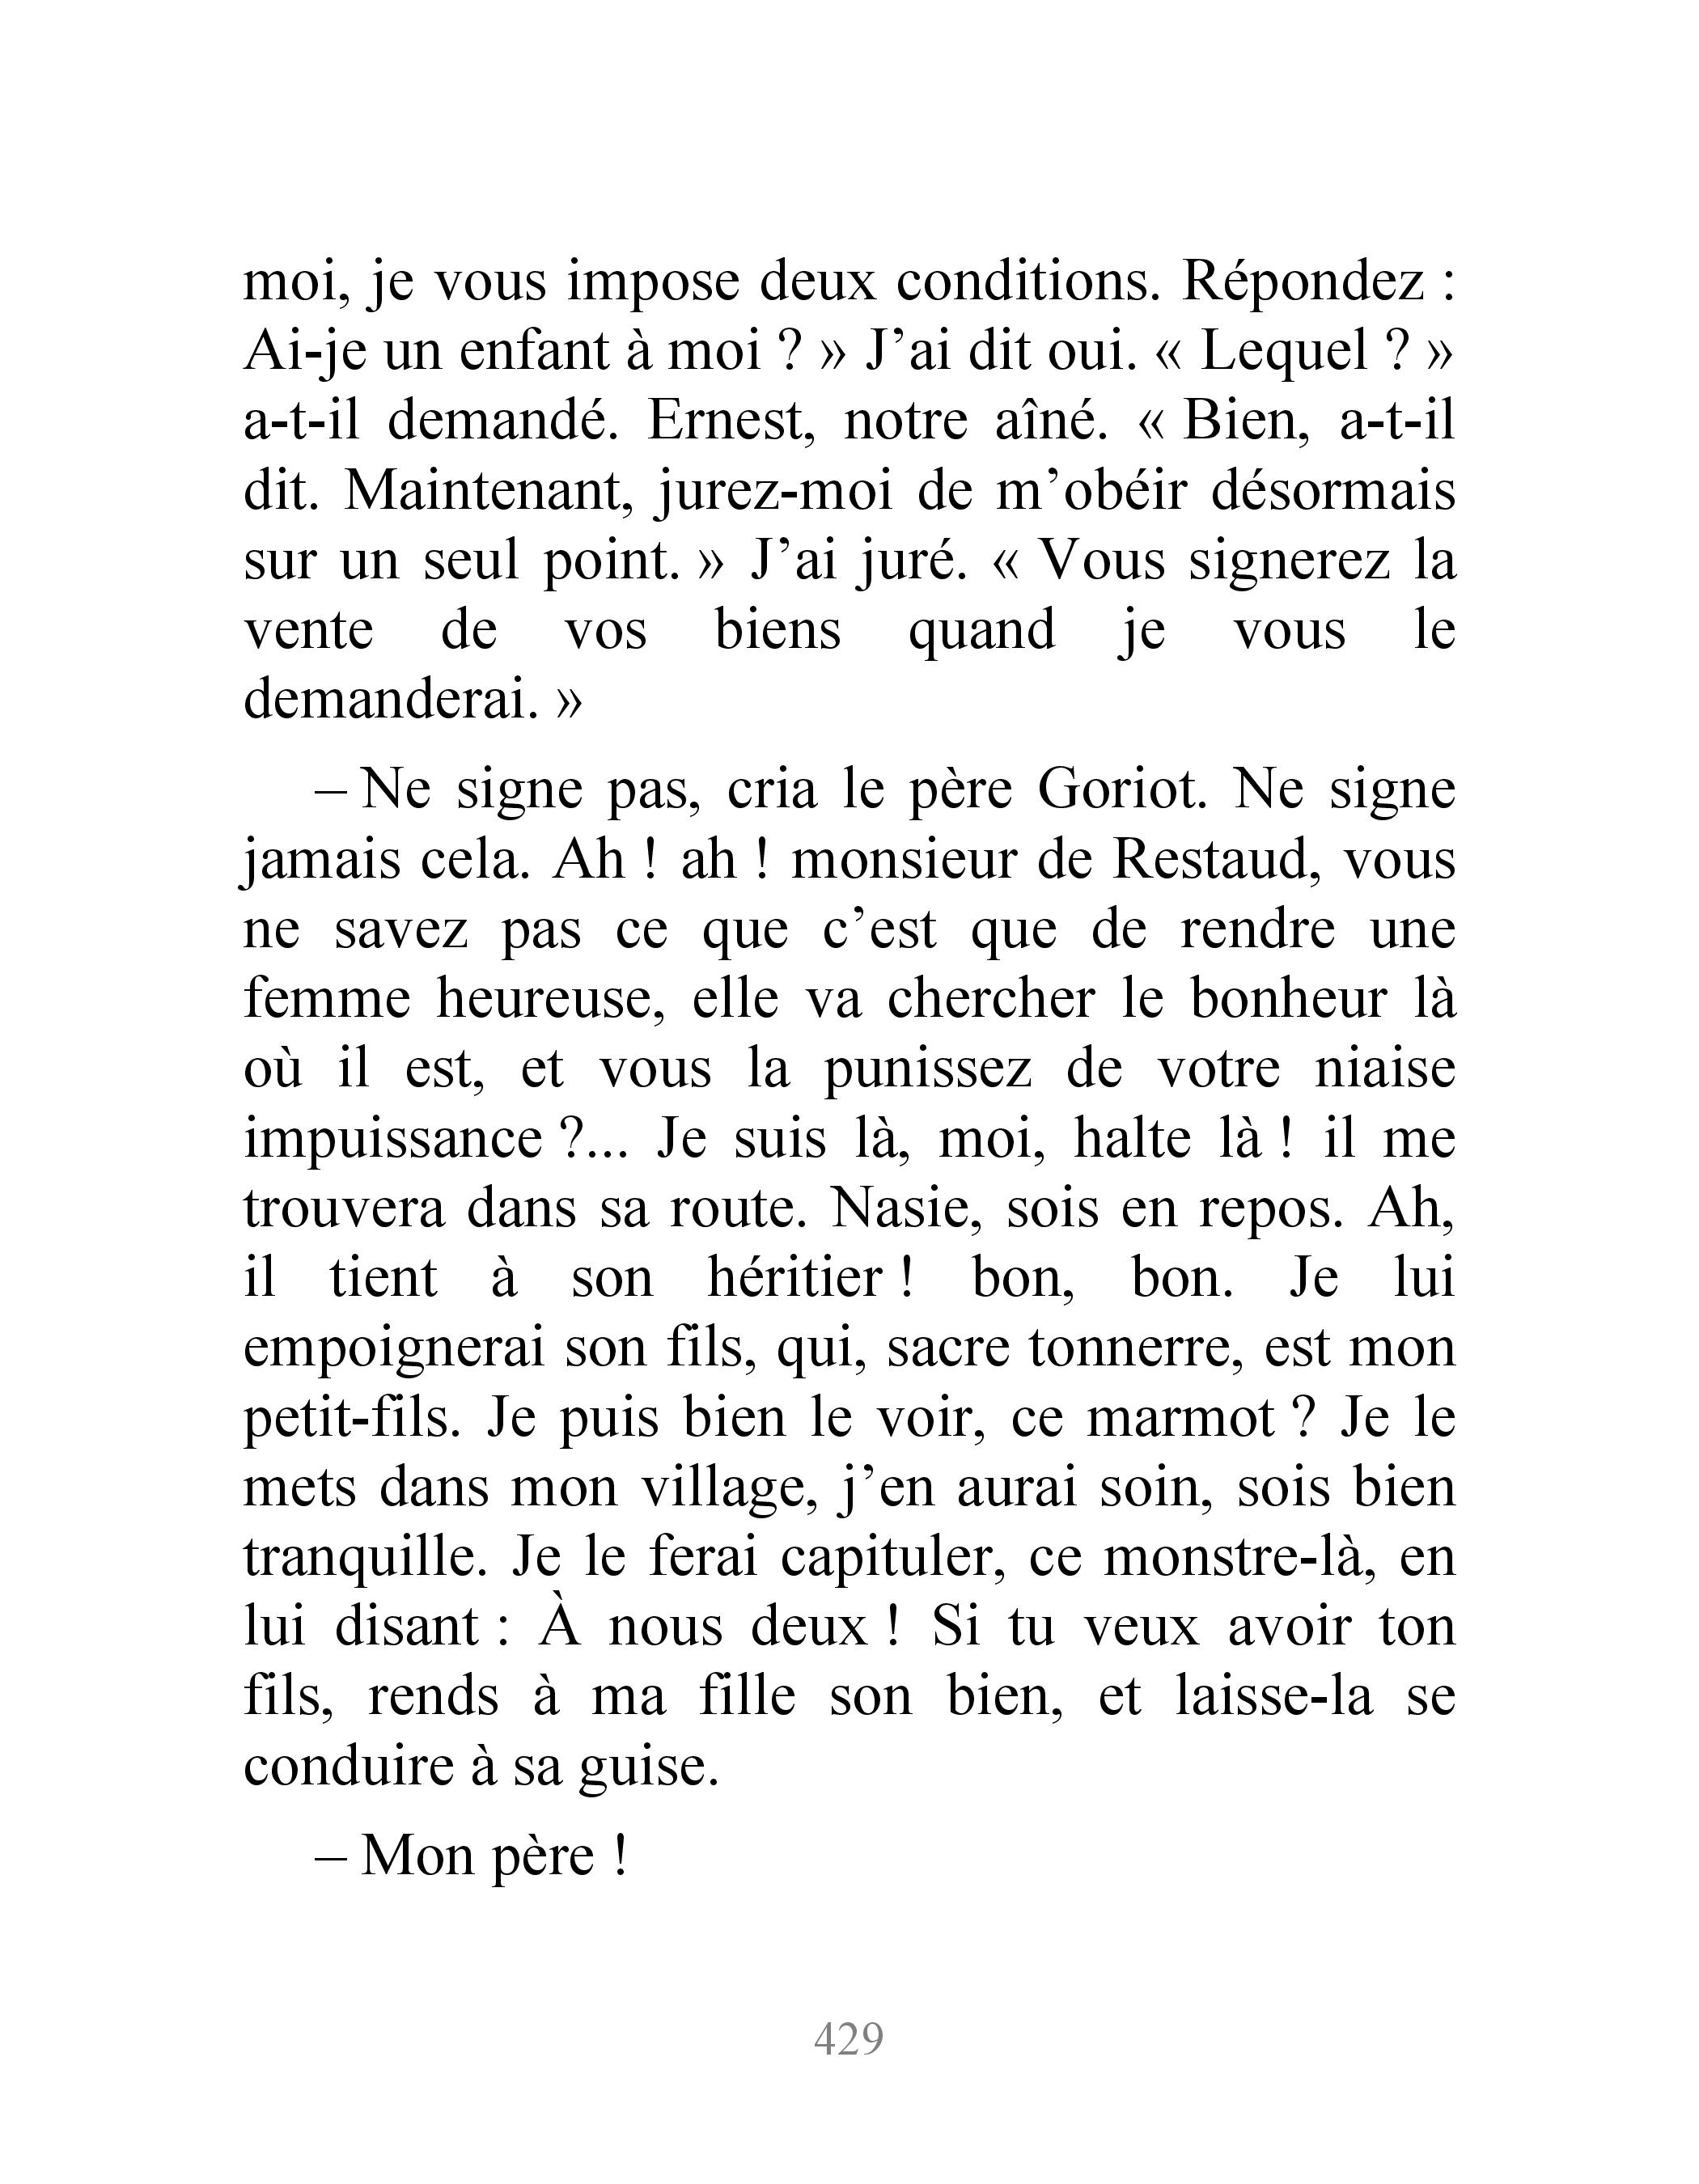 moi, je vous impose deux conditions. Répondez :
Ai-je un enfant à moi ? » J’ai dit oui. « Lequel ? »
a-t-il demandé. Ernest, notre aîné. « Bien, a-t-il
dit. Maintenant, jurez-moi de m’obéir désormais
sur un seul point. » J’ai juré. « Vous signerez la
vente de vos biens quand je vous le
demanderai. »
– Ne signe pas, cria le père Goriot. Ne signe
jamais cela. Ah ! ah ! monsieur de Restaud, vous
ne savez pas ce que c’est que de rendre une
femme heureuse, elle va chercher le bonheur là
où il est, et vous la punissez de votre niaise
impuissance ?... Je suis là, moi, halte là ! il me
trouvera dans sa route. Nasie, sois en repos. Ah,
il tient à son héritier ! bon, bon. Je lui
empoignerai son fils, qui, sacre tonnerre, est mon
petit-fils. Je puis bien le voir, ce marmot ? Je le
mets dans mon village, j’en aurai soin, sois bien
tranquille. Je le ferai capituler, ce monstre-là, en
lui disant : À nous deux ! Si tu veux avoir ton
fils, rends à ma fille son bien, et laisse-la se
conduire à sa guise.
– Mon père !
429